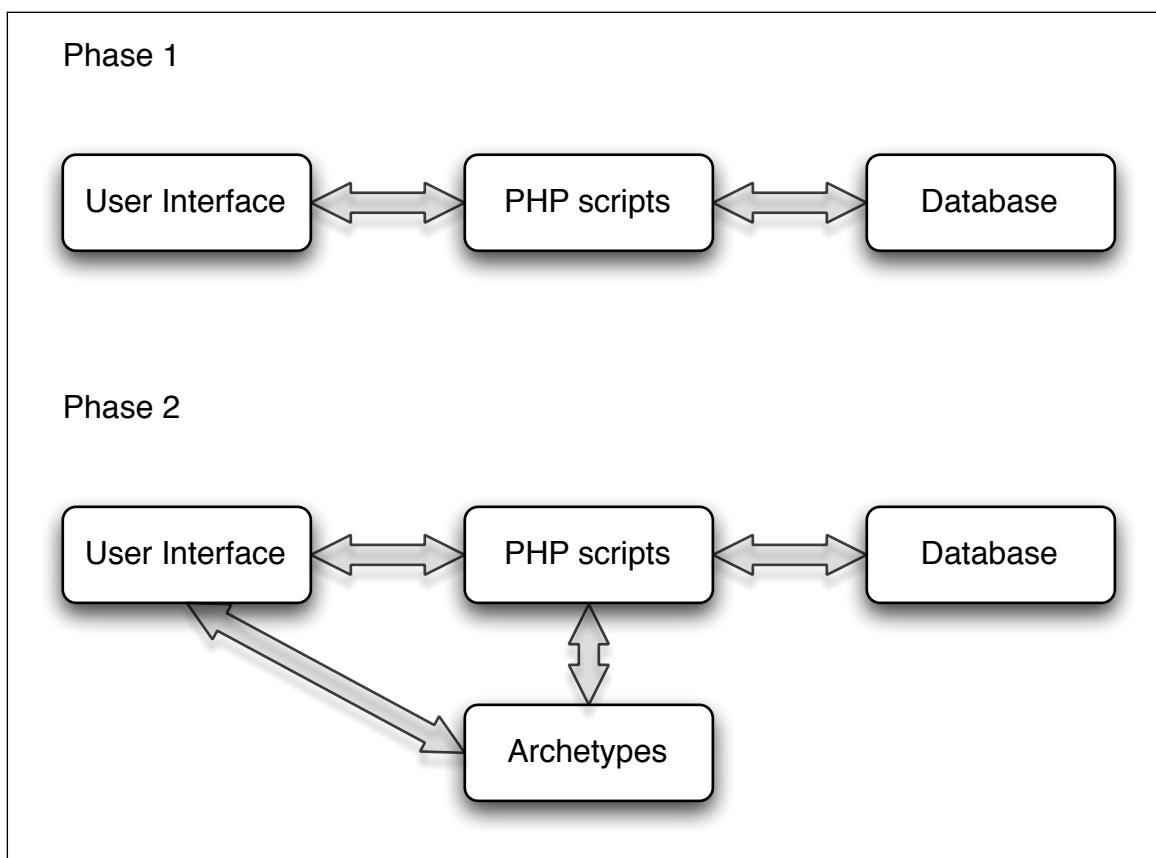 Phase 1
User Interface
PHP scripts
Database
Phase 2
User Interface
PHP scripts
Database
Archetypes